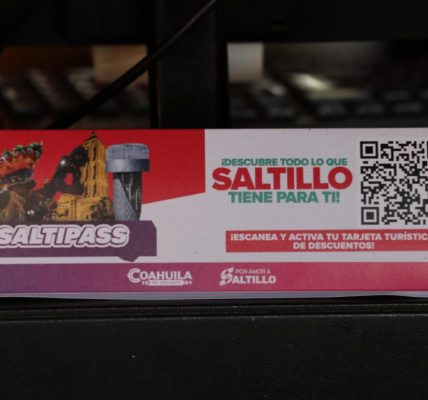 ¡DESCUBRE TODO LO QUE
SALTILLO
TIENE PARA TI!
¡ESCANEA Y ACTIVA TU TARJETA TURÍSTIC
DE DESCUENTOS!
SALTIPASS
COAHUILA
POR AMOR A
SALTILLO